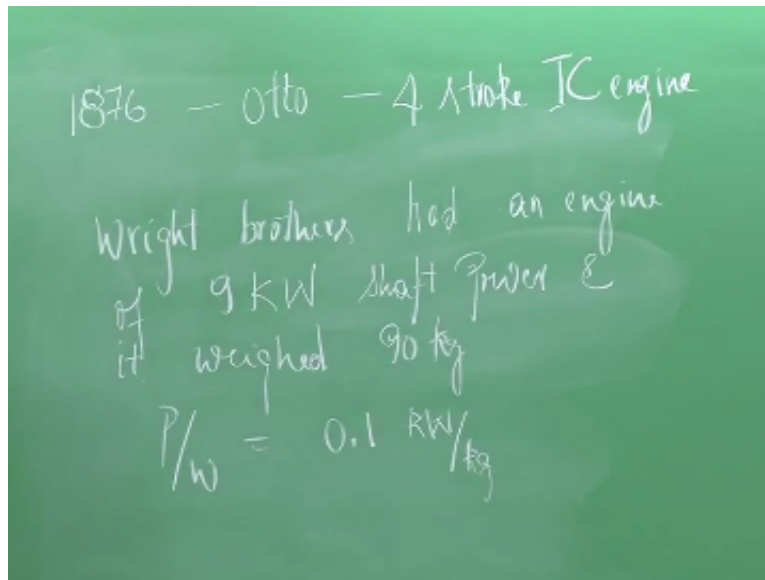 1876 - Otto - 4 stroke IC engine
Wright brothers had an engine
of 9 KW shaft Power &
it weighed 90 kg
P/W = 0.1 KW/kg